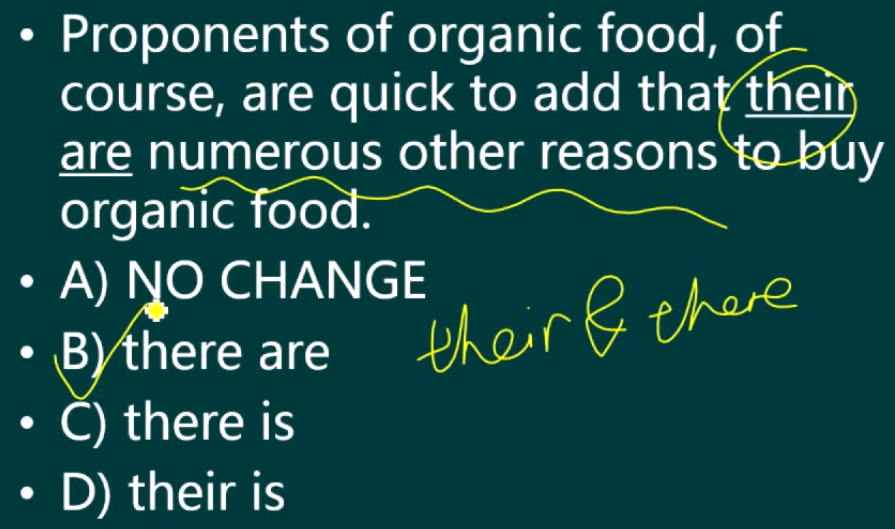 • Proponents of organic food, of
course, are quick to add that their
are numerous other reasons to buy
organic food.
• A) NO CHANGE
• B) there are
their & there
• C) there is
• D) their is